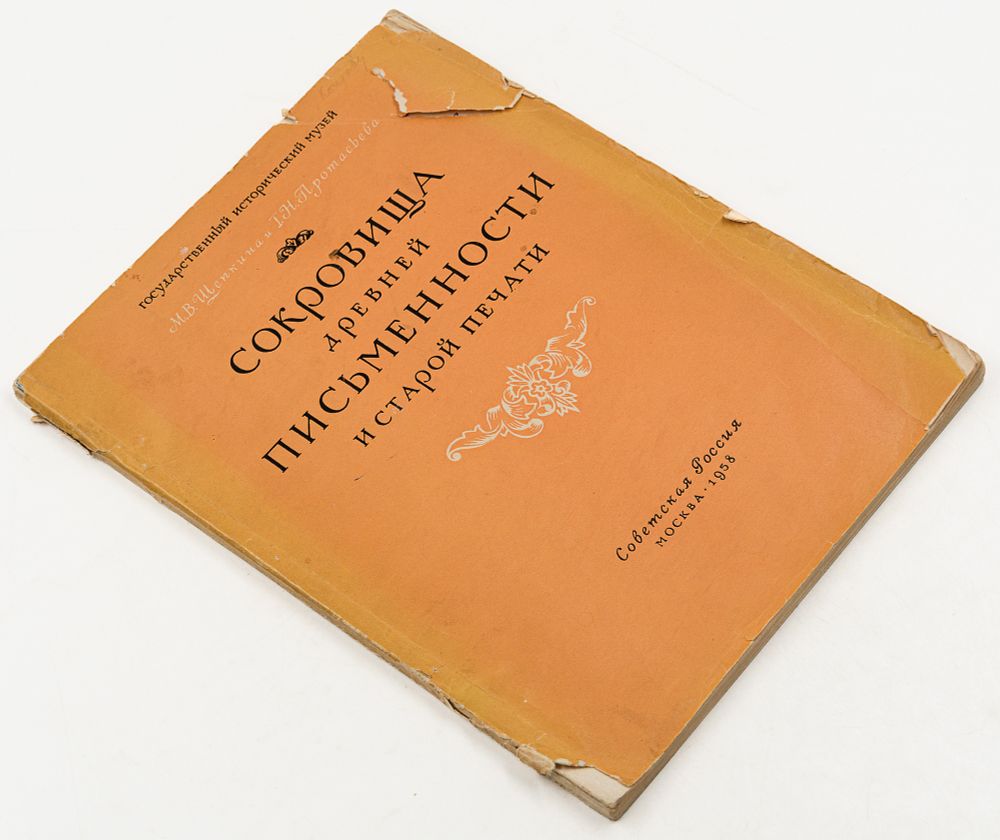 ГОСУДАРСТВЕННЫЙ ИСТОРИЧЕСКИЙ МУЗЕЙ
М.В.Щепкина и Т.Н.Протасьева
СОКРОВИЩА
ДРЕВНЕЙ
ПИСЬМЕННОСТИ
И СТАРОЙ ПЕЧАТИ
Советская Россия
МОСКВА · 1958